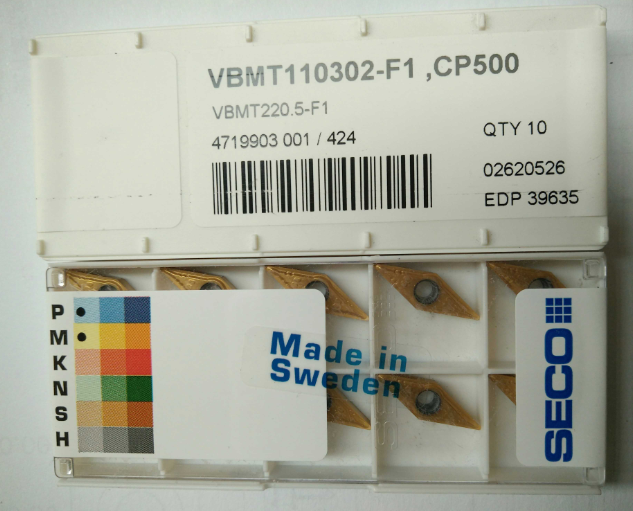 VBMT110302-F1 ,CP500
VBMT220.5-F1
4719903 001 / 424
QTY 10
02620526
EDP 39635
P
M
K
N
S
H
Made in
Sweden
SECO